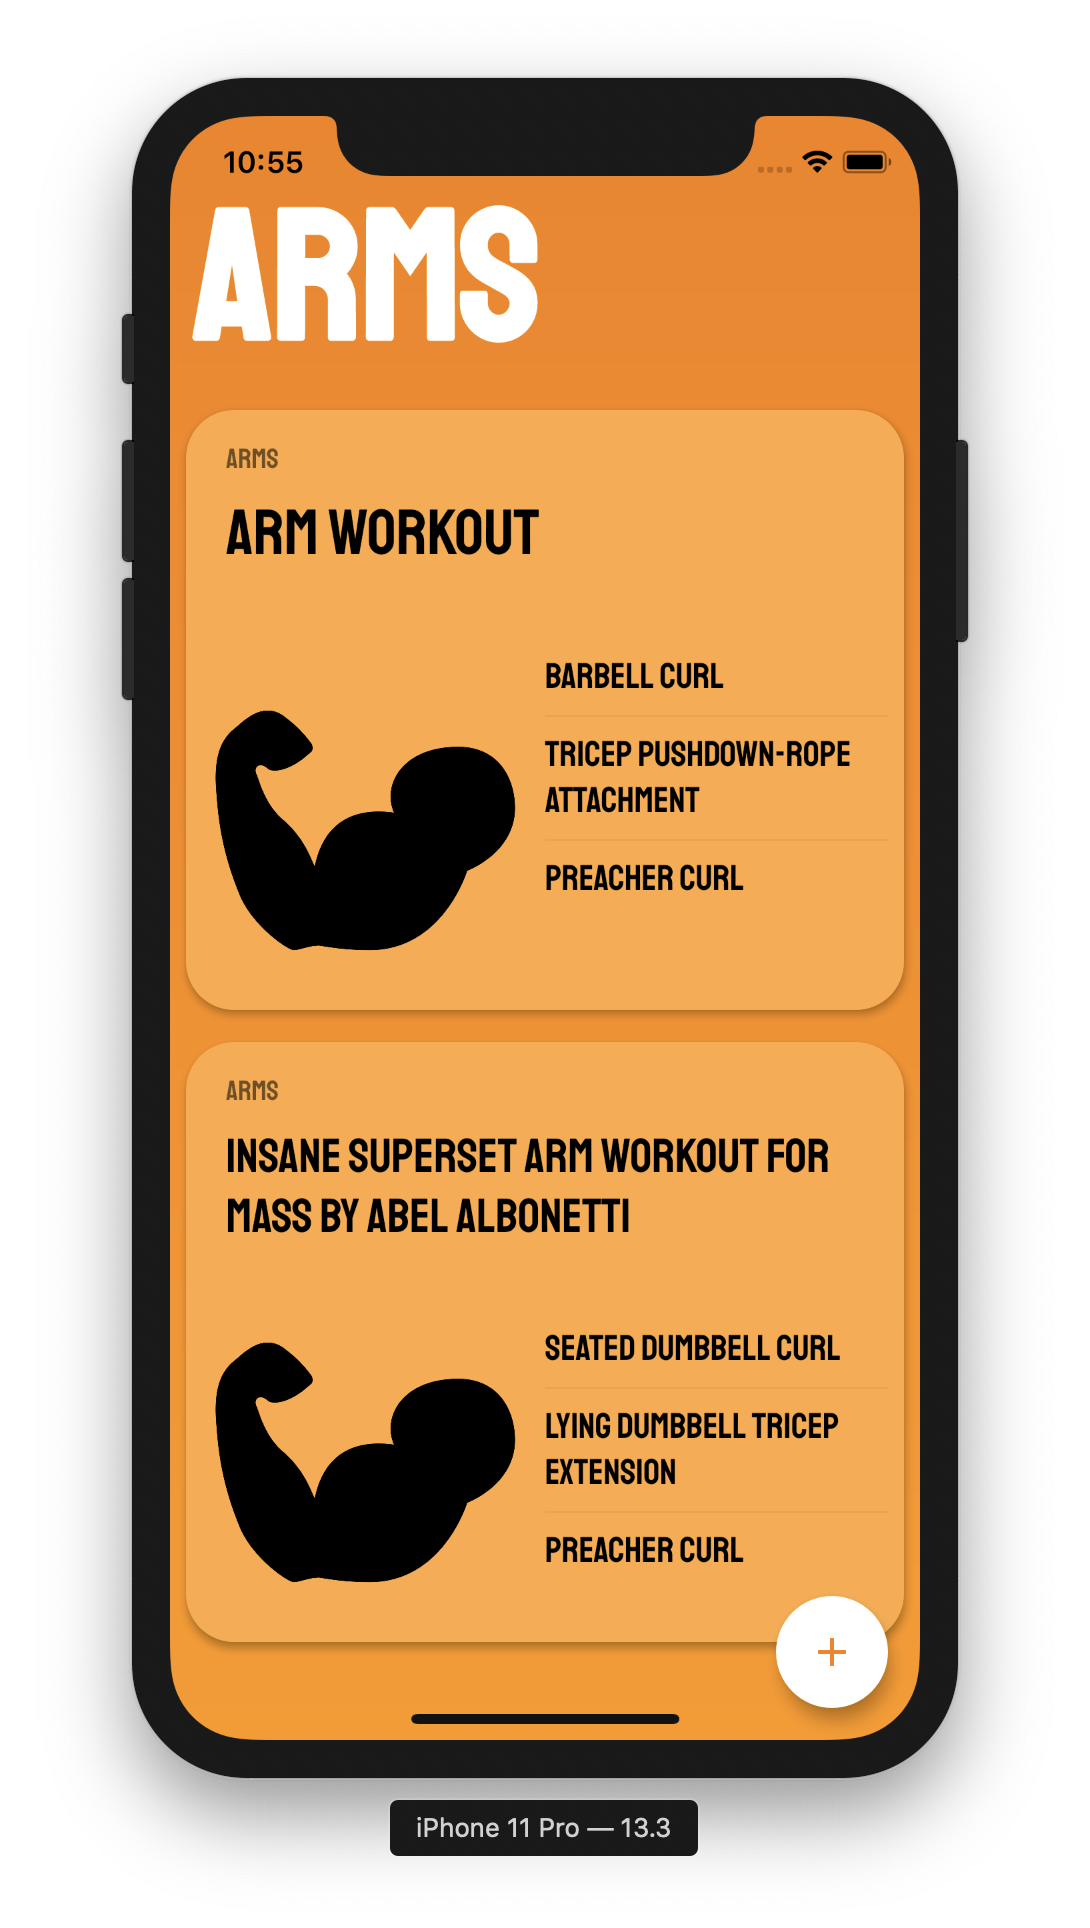 10:55
ARMS
ARMS
ARM WORKOUT
BARBELL CURL
TRICEP PUSHDOWN-ROPE
ATTACHMENT
PREACHER CURL
ARMS
INSANE SUPERSET ARM WORKOUT FOR
MASS BY ABEL ALBONETTI
SEATED DUMBBELL CURL
LYING DUMBBELL TRICEP
EXTENSION
PREACHER CURL
+
iPhone 11 Pro — 13.3